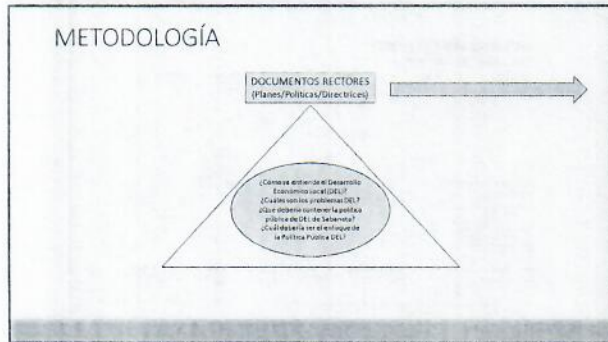 METODOLOGÍA
DOCUMENTOS RECTORES
(Planes/Políticas/Directrices)
¿Cómo se entiende el Desarrollo
Económico Local (DEL)?
¿Cuáles son los problemas DEL?
¿Qué debería contener la política
pública de DEL de Sabaneta?
¿Cuál debería ser el enfoque de
la Política Pública DEL?